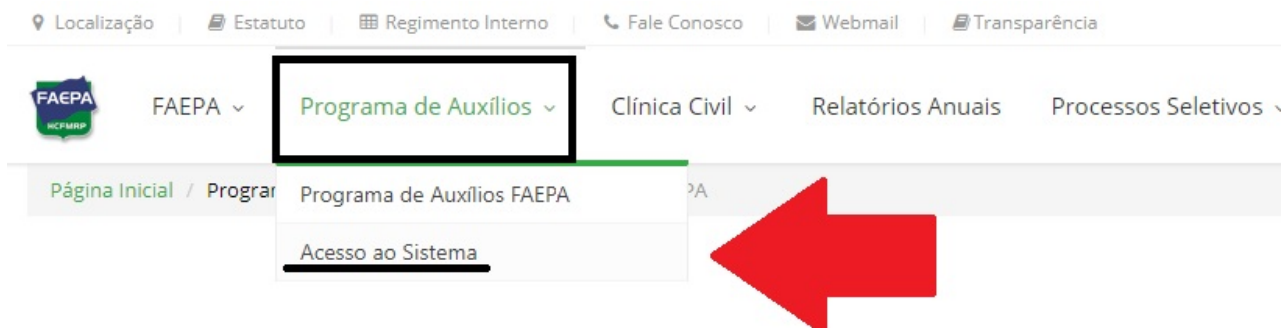 Localização Estatuto Regimento Interno Fale Conosco Webmail Transparência
FAEPA
HCFMRP
FAEPA Programa de Auxílios Clínica Civil Relatórios Anuais Processos Seletivos
Página Inicial / Progra PA
Programa de Auxílios FAEPA
Acesso ao Sistema